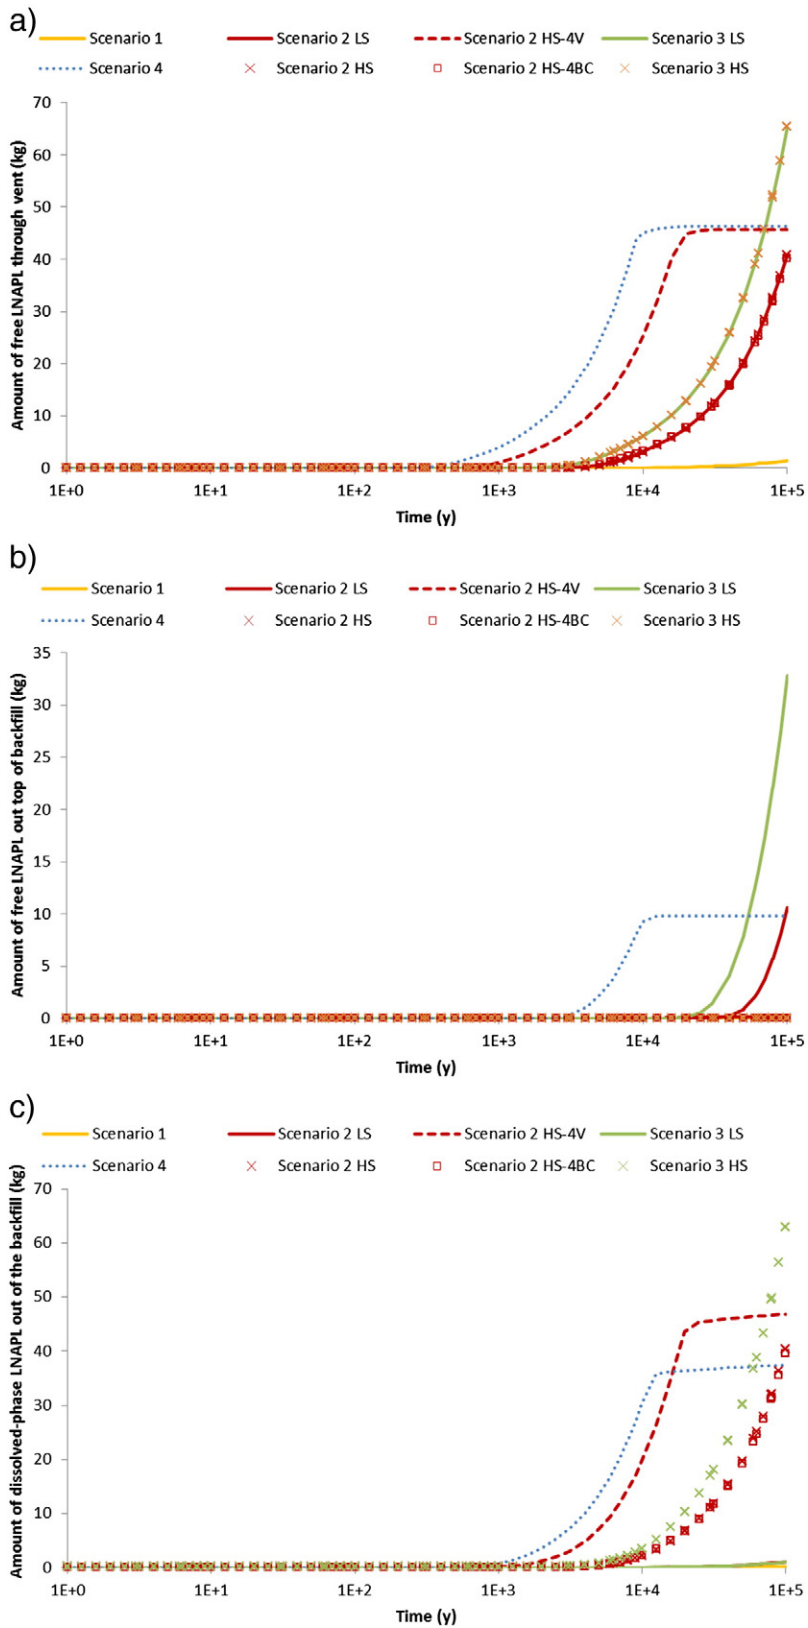 a)
Scenario 1 Scenario 2 LS Scenario 2 HS-4V Scenario 3 LS
Scenario 4 Scenario 2 HS Scenario 2 HS-4BC Scenario 3 HS
Amount of free LNAPL through vent (kg)
70
60
50
40
30
20
10
0
1E+0 1E+1 1E+2 1E+3 1E+4 1E+5
Time (y)
b)
Scenario 1 Scenario 2 LS Scenario 2 HS-4V Scenario 3 LS
Scenario 4 Scenario 2 HS Scenario 2 HS-4BC Scenario 3 HS
Amount of free LNAPL out top of backfill (kg)
35
30
25
20
15
10
5
0
1E+0 1E+1 1E+2 1E+3 1E+4 1E+5
Time (y)
c)
Scenario 1 Scenario 2 LS Scenario 2 HS-4V Scenario 3 LS
Scenario 4 Scenario 2 HS Scenario 2 HS-4BC Scenario 3 HS
Amount of dissolved-phase LNAPL out of the backfill (kg)
70
60
50
40
30
20
10
0
1E+0 1E+1 1E+2 1E+3 1E+4 1E+5
Time (y)